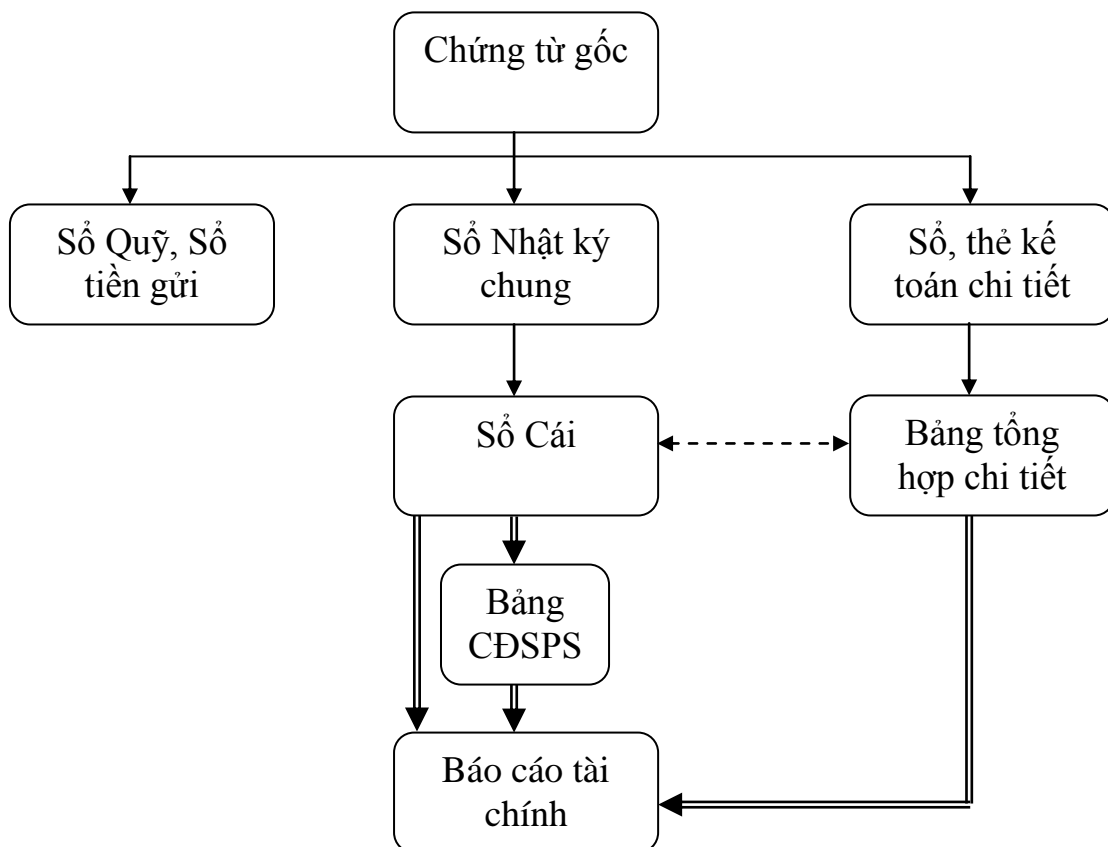 Chứng từ gốc
Sổ Quỹ, Sổ
tiền gửi
Sổ Nhật ký
chung
Sổ, thẻ kế
toán chi tiết
Sổ Cái
Bảng tổng
hợp chi tiết
Bảng
CĐSPS
Báo cáo tài
chính